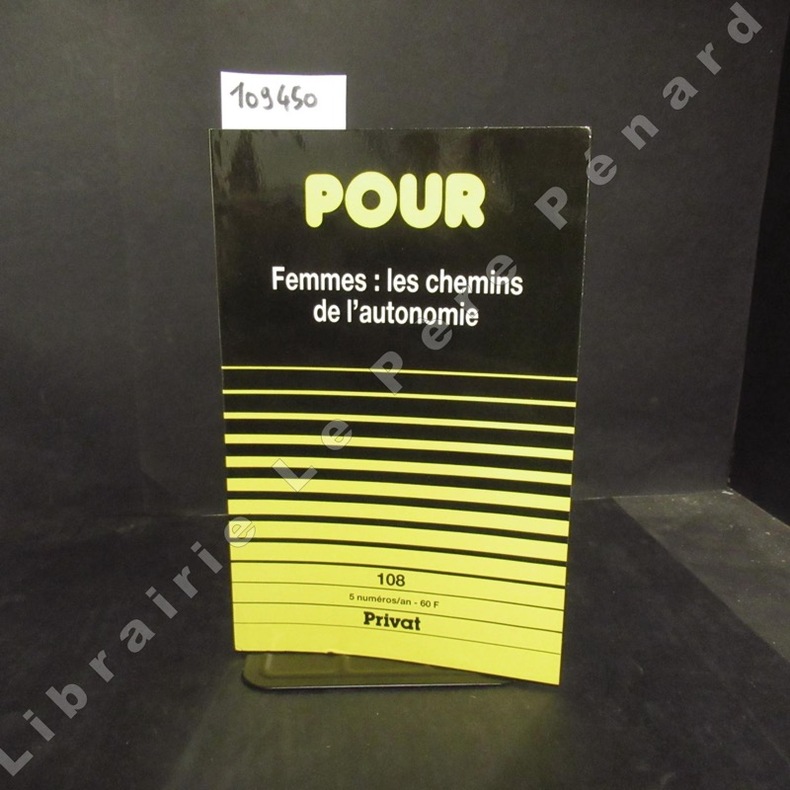 109450
POUR
Femmes : les chemins
de l'autonomie
108
5 numéros/an - 60 F
Privat
Librairie Le Père Pénard